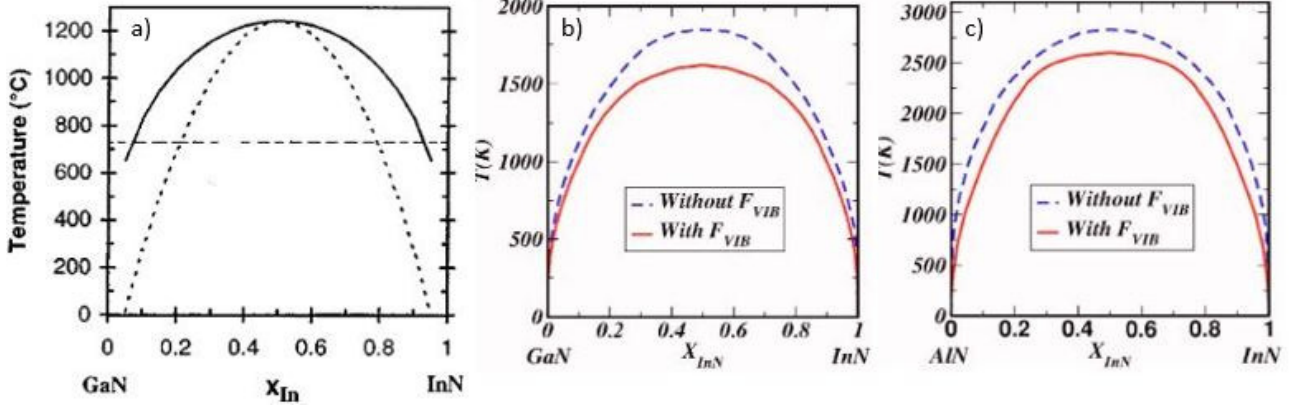 a)
Temperature (°C)
1200
1000
800
600
400
200
0
0 0.2 0.4 0.6 0.8 1
GaN x_In InN
b)
T(K)
2000
1500
1000
500
0
Without F_VIB
With F_VIB
0 0.2 0.4 0.6 0.8 1
GaN X_InN InN
c)
T(K)
3000
2500
2000
1500
1000
500
0
Without F_VIB
With F_VIB
0 0.2 0.4 0.6 0.8 1
AlN X_InN InN